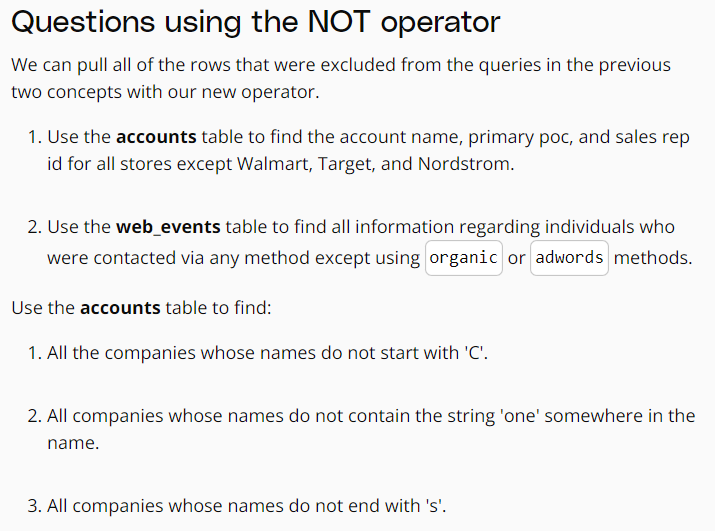 Questions using the NOT operator
We can pull all of the rows that were excluded from the queries in the previous
two concepts with our new operator.
1. Use the accounts table to find the account name, primary poc, and sales rep
id for all stores except Walmart, Target, and Nordstrom.
2. Use the web_events table to find all information regarding individuals who
were contacted via any method except using organic or adwords methods.
Use the accounts table to find:
1. All the companies whose names do not start with 'C'.
2. All companies whose names do not contain the string 'one' somewhere in the
name.
3. All companies whose names do not end with 's'.